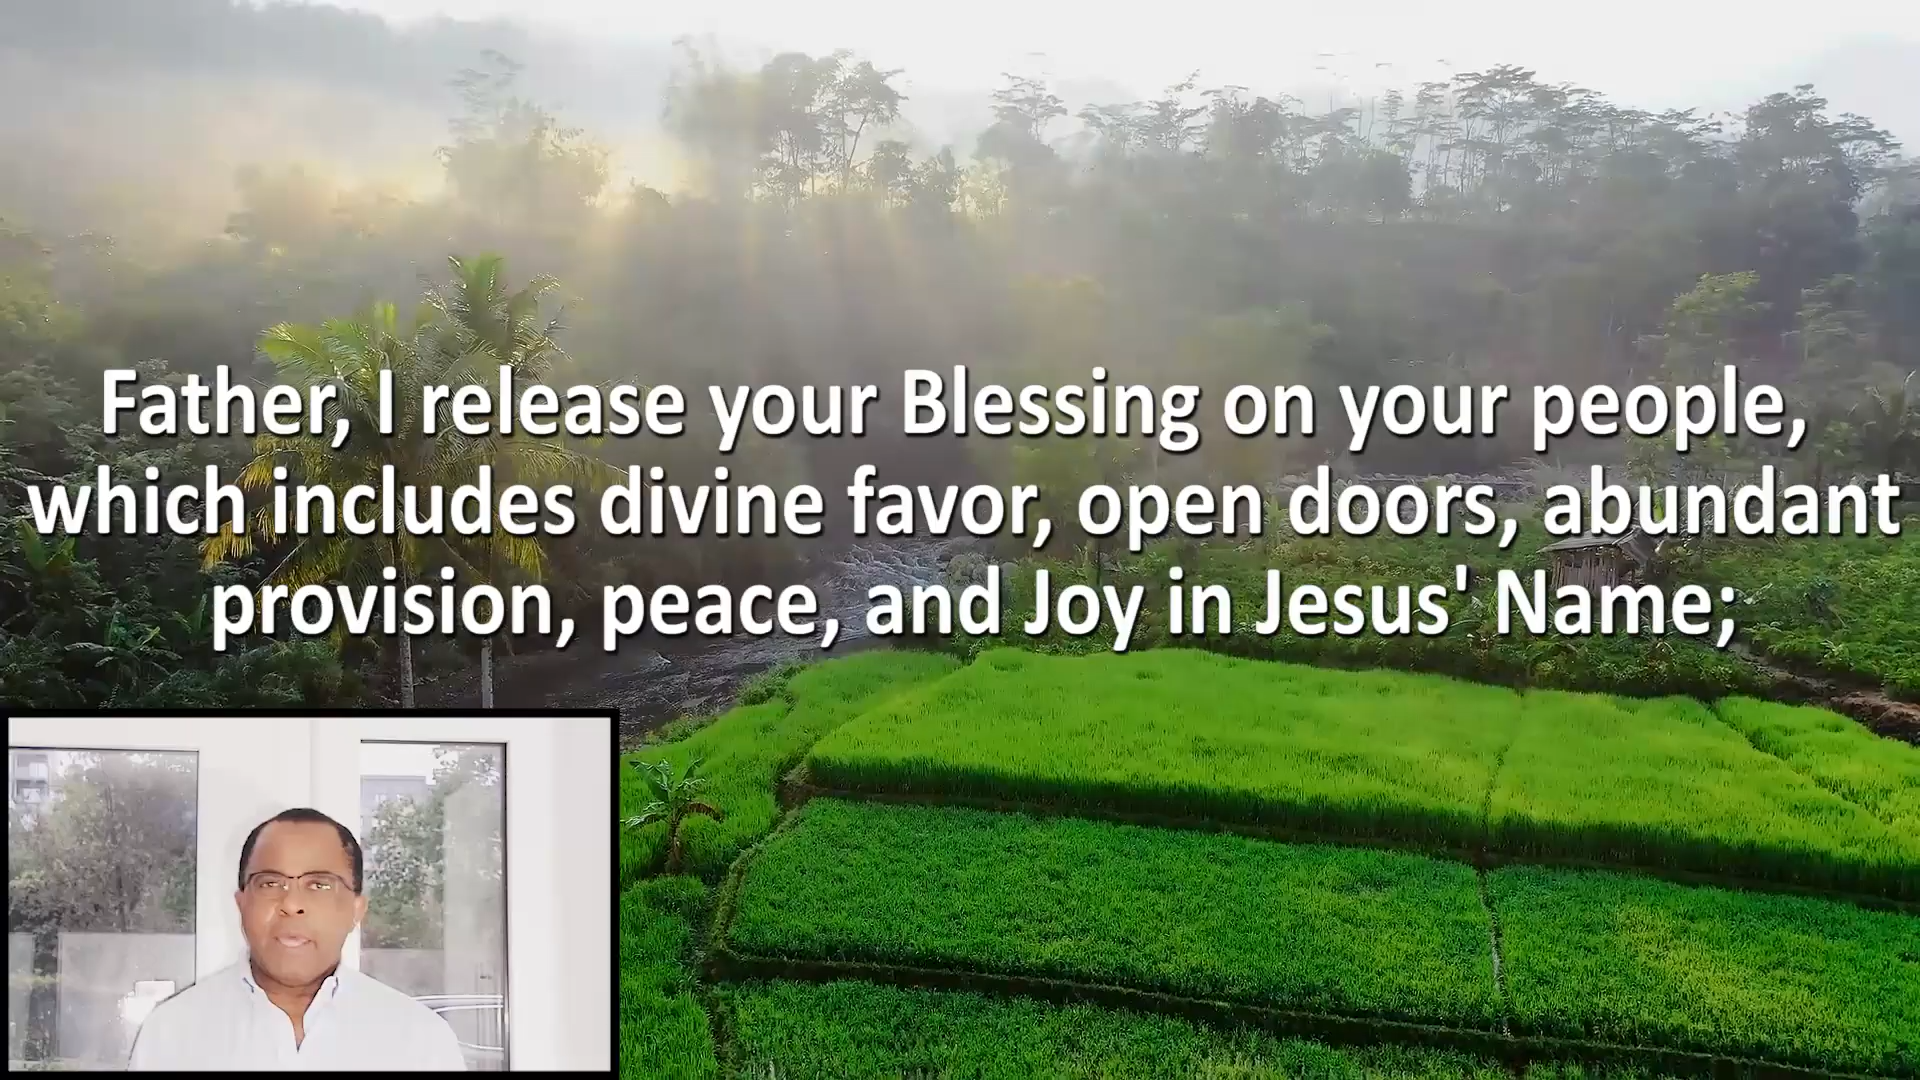 Father, I release your Blessing on your people,
which includes divine favor, open doors, abundant
provision, peace, and Joy in Jesus' Name;